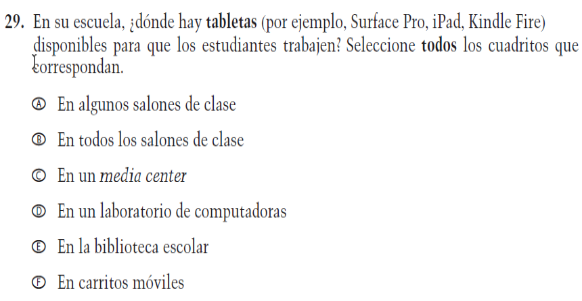 29. En su escuela, ¿dónde hay tabletas (por ejemplo, Surface Pro, iPad, Kindle Fire)
disponibles para que los estudiantes trabajen? Seleccione todos los cuadritos que
correspondan.
Ⓐ En algunos salones de clase
Ⓑ En todos los salones de clase
Ⓒ En un media center
Ⓓ En un laboratorio de computadoras
Ⓔ En la biblioteca escolar
Ⓕ En carritos móviles